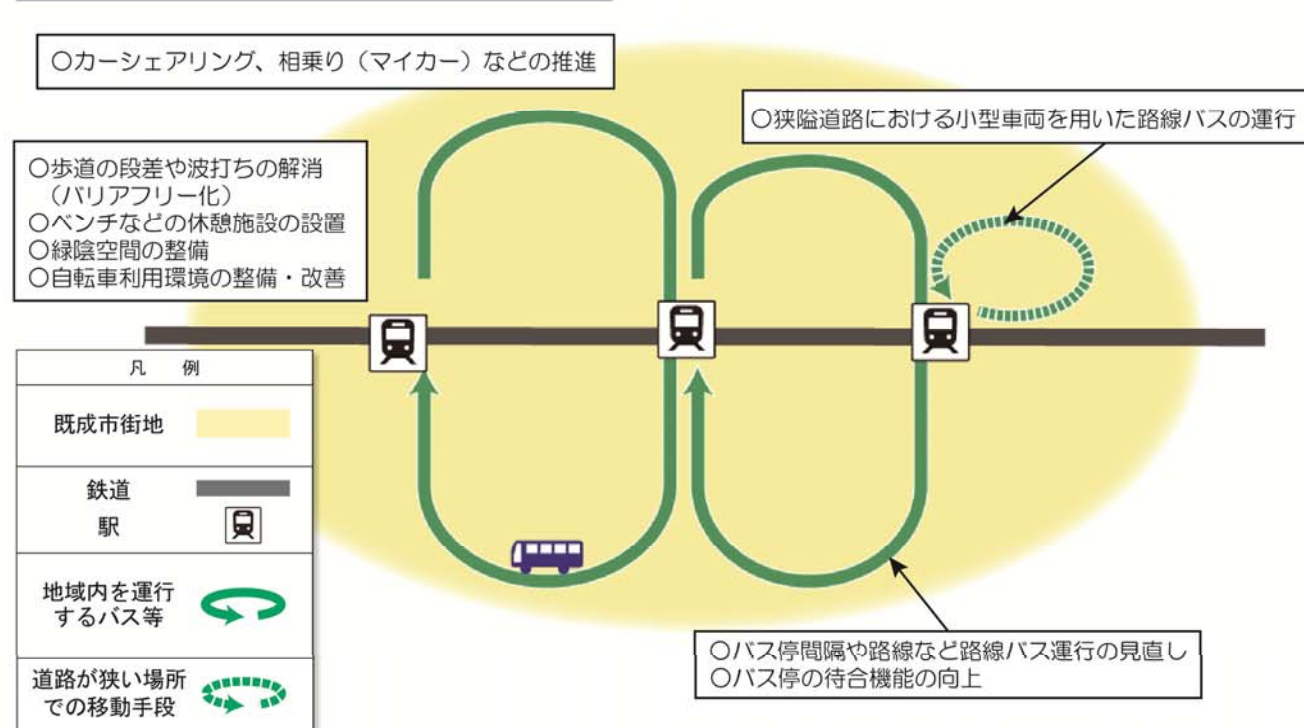 ○カーシェアリング、相乗り（マイカー）などの推進
○狭隘道路における小型車両を用いた路線バスの運行
○歩道の段差や波打ちの解消
（バリアフリー化）
○ベンチなどの休憩施設の設置
○緑陰空間の整備
○自転車利用環境の整備・改善
凡　例
既成市街地
鉄道
駅
地域内を運行
するバス等
道路が狭い場所
での移動手段
○バス停間隔や路線など路線バス運行の見直し
○バス停の待合機能の向上